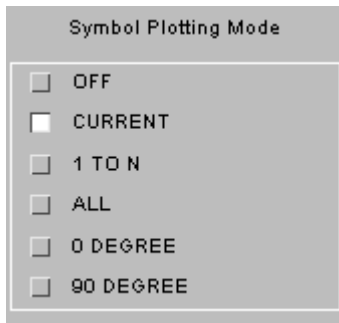 Symbol Plotting Mode
OFF
CURRENT
1 TO N
ALL
0 DEGREE
90 DEGREE